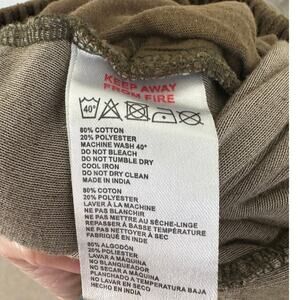 KEEP AWAY
FROM FIRE
40°
80% COTTON
20% POLYESTER
MACHINE WASH 40°
DO NOT BLEACH
DO NOT TUMBLE DRY
COOL IRON
DO NOT DRY CLEAN
MADE IN INDIA
80% COTON
20% POLYESTER
LAVER À LA MACHINE
NE PAS BLANCHIR
NE PAS METTRE AU SÈCHE-LINGE
REPASSER À BASSE TEMPÉRATURE
NE PAS NETTOYER À SEC
FABRIQUÉ EN INDE
80% ALGODÓN
20% POLIÉSTER
LAVAR A MÁQUINA
NO BLANQUEAR
NO SECAR A MÁQUINA
PLANCHADO A TEMPERATURA BAJA
NO LAVAR EN SECO
HECHO EN INDIA